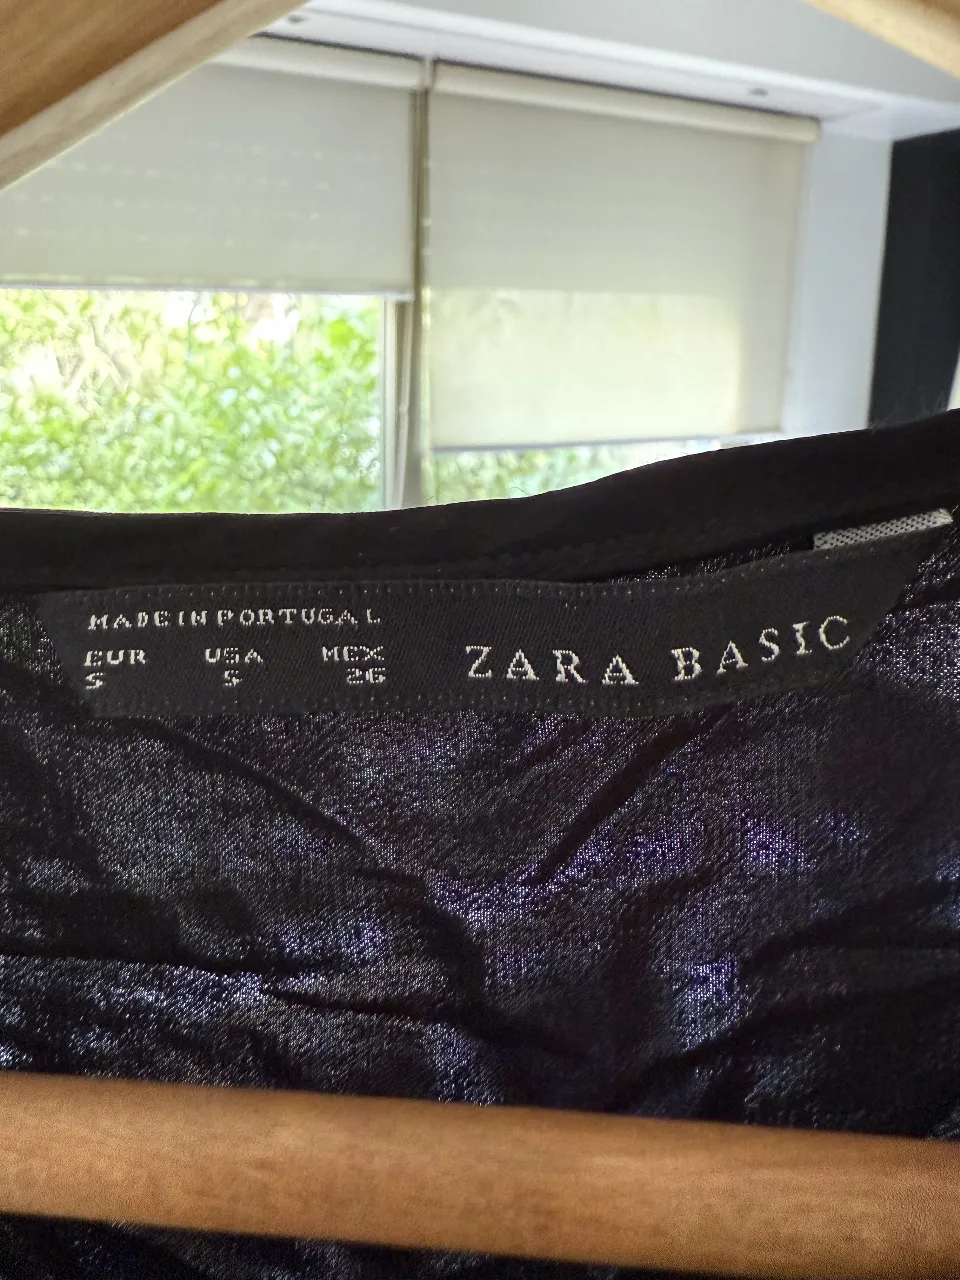 MADE IN PORTUGAL
EUR USA MEX
S S 26
ZARA BASIC